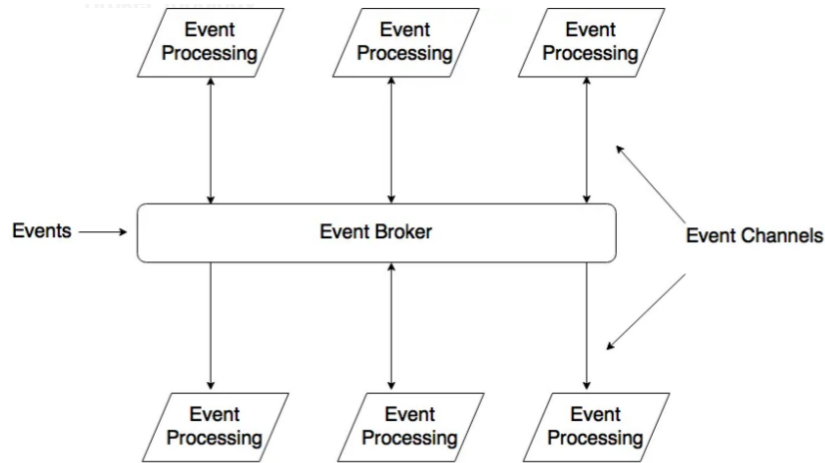 Event
Processing
Event
Processing
Event
Processing
Events
Event Broker
Event Channels
Event
Processing
Event
Processing
Event
Processing